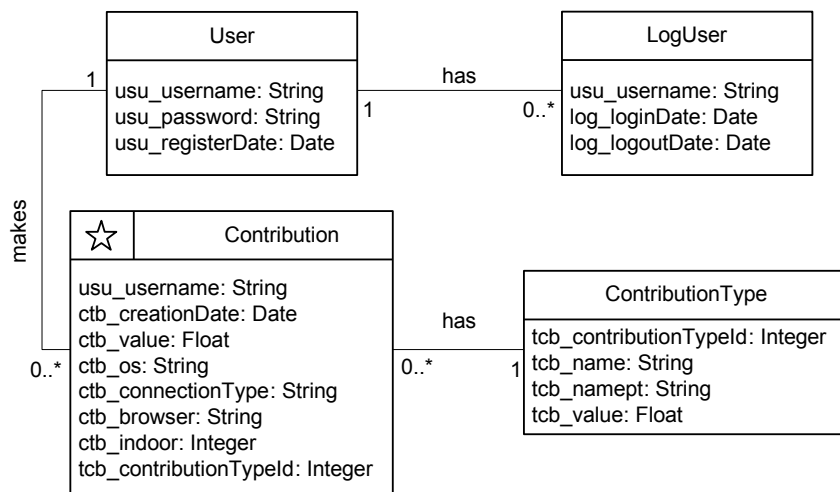 User
usu_username: String
usu_password: String
usu_registerDate: Date
1
1
has
0..*
LogUser
usu_username: String
log_loginDate: Date
log_logoutDate: Date
makes
0..*
Contribution
usu_username: String
ctb_creationDate: Date
ctb_value: Float
ctb_os: String
ctb_connectionType: String
ctb_browser: String
ctb_indoor: Integer
tcb_contributionTypeId: Integer
has
0..*
1
ContributionType
tcb_contributionTypeId: Integer
tcb_name: String
tcb_namept: String
tcb_value: Float